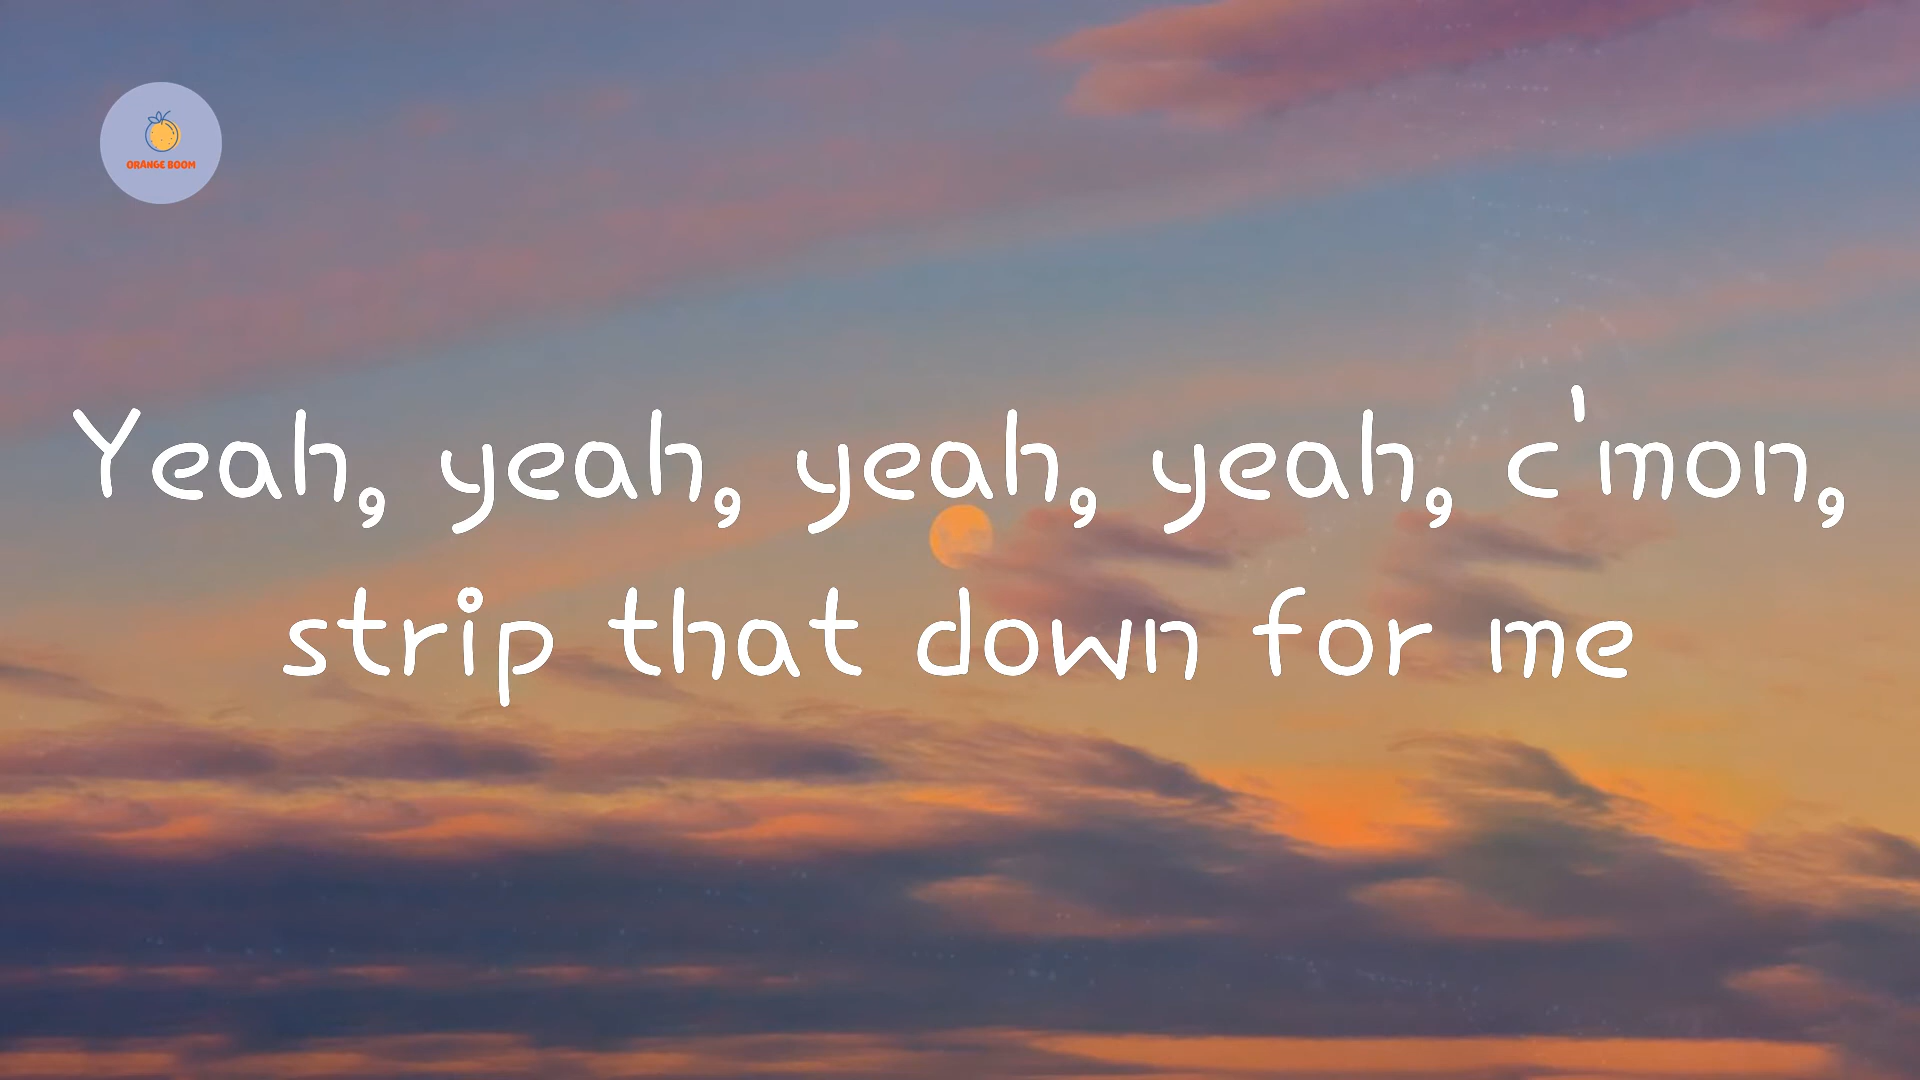 ORANGE BOOM
Yeah, yeah, yeah, yeah, c'mon,
strip that down for me